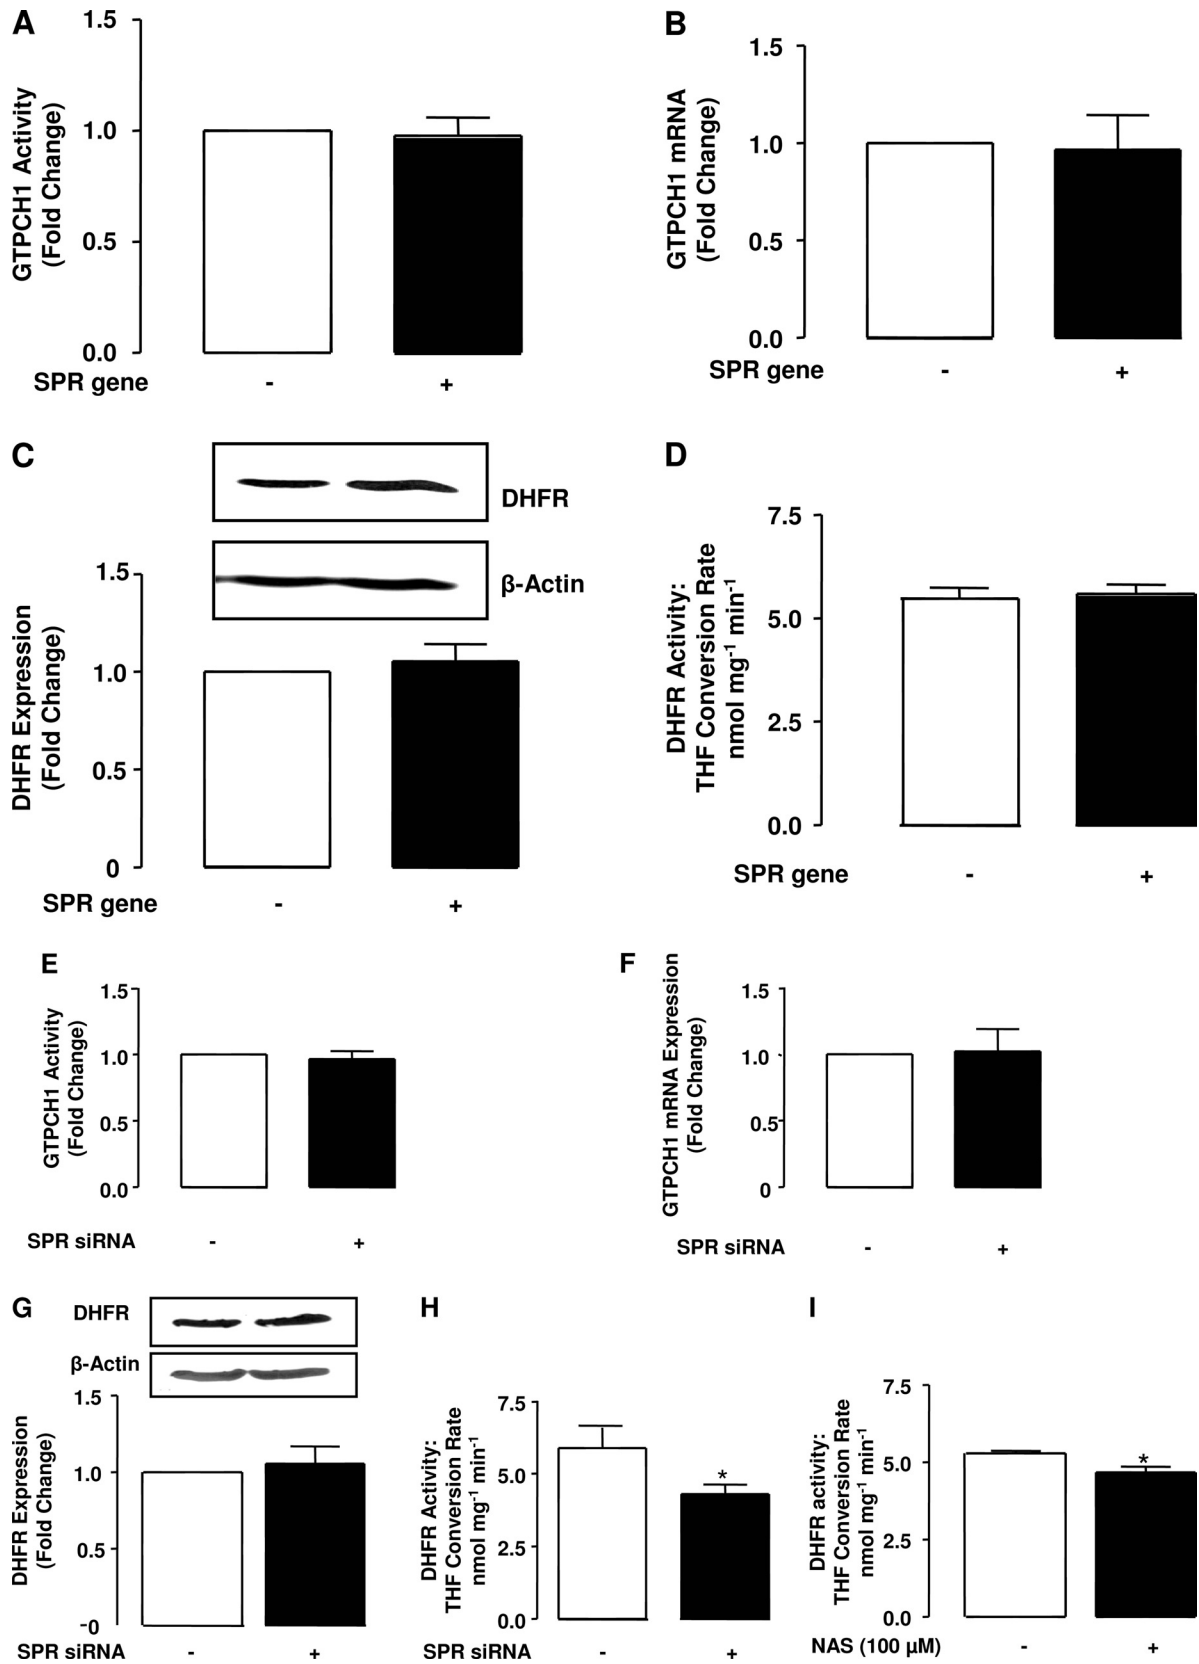 A
GTPCH1 Activity
(Fold Change)
1.5
1.0
0.5
0.0
SPR gene - +
B
GTPCH1 mRNA
(Fold Change)
1.5
1.0
0.5
0.0
SPR gene - +
C
DHFR
β-Actin
DHFR Expression
(Fold Change)
1.5
1.0
0.5
0
SPR gene - +
D
DHFR Activity:
THF Conversion Rate
nmol mg⁻¹ min⁻¹
7.5
5.0
2.5
0.0
SPR gene - +
E
GTPCH1 Activity
(Fold Change)
1.5
1.0
0.5
0.0
SPR siRNA - +
F
GTPCH1 mRNA Expression
(Fold Change)
1.5
1.0
0.5
0
SPR siRNA - +
G
DHFR
β-Actin
DHFR Expression
(Fold Change)
1.5
1.0
0.5
0
SPR siRNA - +
H
DHFR Activity:
THF Conversion Rate
nmol mg⁻¹ min⁻¹
7.5
5.0
2.5
0.0
*
SPR siRNA - +
I
DHFR activity:
THF Conversion Rate
nmol mg⁻¹ min⁻¹
7.5
5.0
2.5
0.0
*
NAS (100 µM) - +